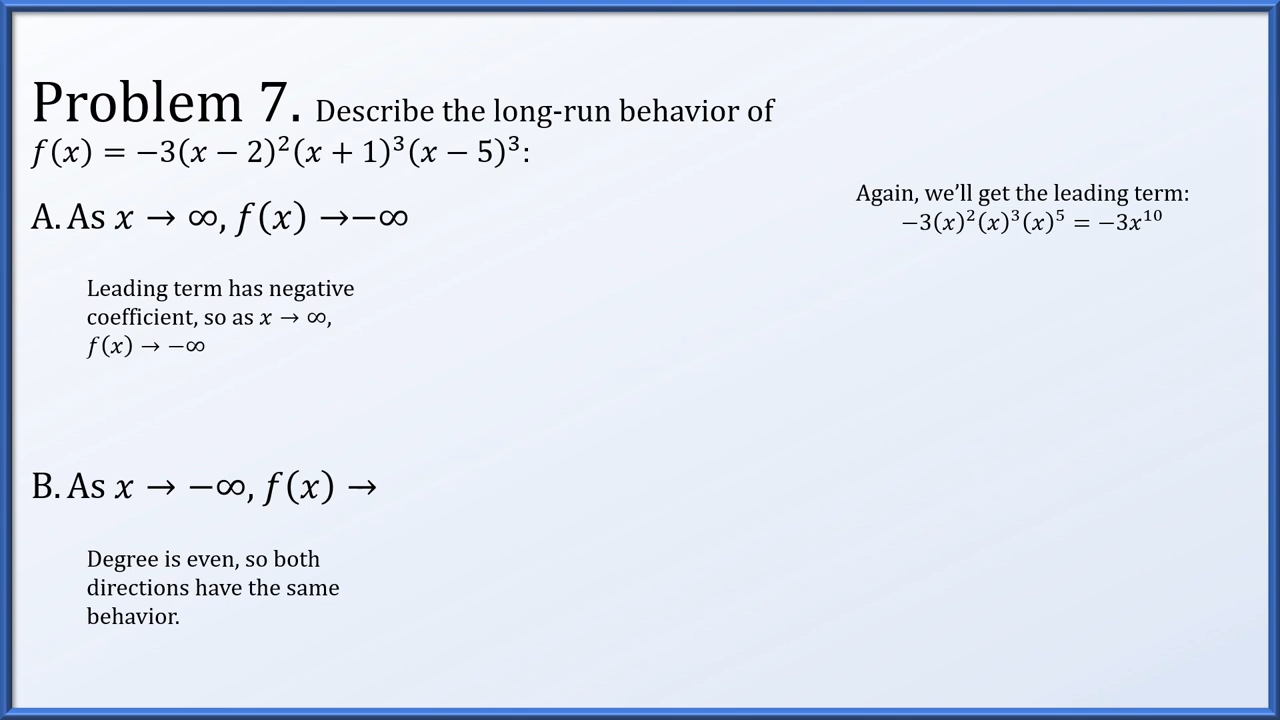 Problem 7. Describe the long-run behavior of
f(x) = −3(x − 2)²(x + 1)³(x − 5)³:
Again, we’ll get the leading term:
−3(x)²(x)³(x)⁵ = −3x¹⁰
A. As x → ∞, f(x) →−∞
Leading term has negative
coefficient, so as x → ∞,
f(x) → −∞
B. As x → −∞, f(x) →
Degree is even, so both
directions have the same
behavior.